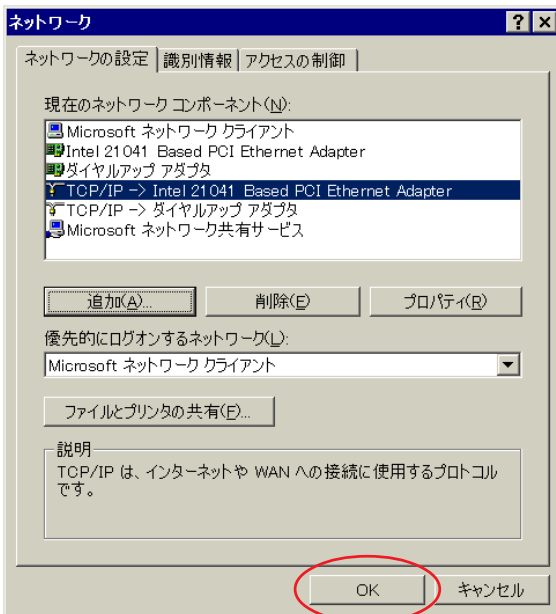 ネットワーク
ネットワークの設定 識別情報 アクセスの制御
現在のネットワーク コンポーネント(N):
Microsoft ネットワーク クライアント
Intel 21041 Based PCI Ethernet Adapter
ダイヤルアップ アダプタ
TCP/IP -> Intel 21041 Based PCI Ethernet Adapter
TCP/IP -> ダイヤルアップ アダプタ
Microsoft ネットワーク共有サービス
追加(A)... 削除(E) プロパティ(R)
優先的にログオンするネットワーク(L):
Microsoft ネットワーク クライアント
ファイルとプリンタの共有(F)...
説明
TCP/IP は、インターネットや WAN への接続に使用するプロトコル
です。
OK キャンセル